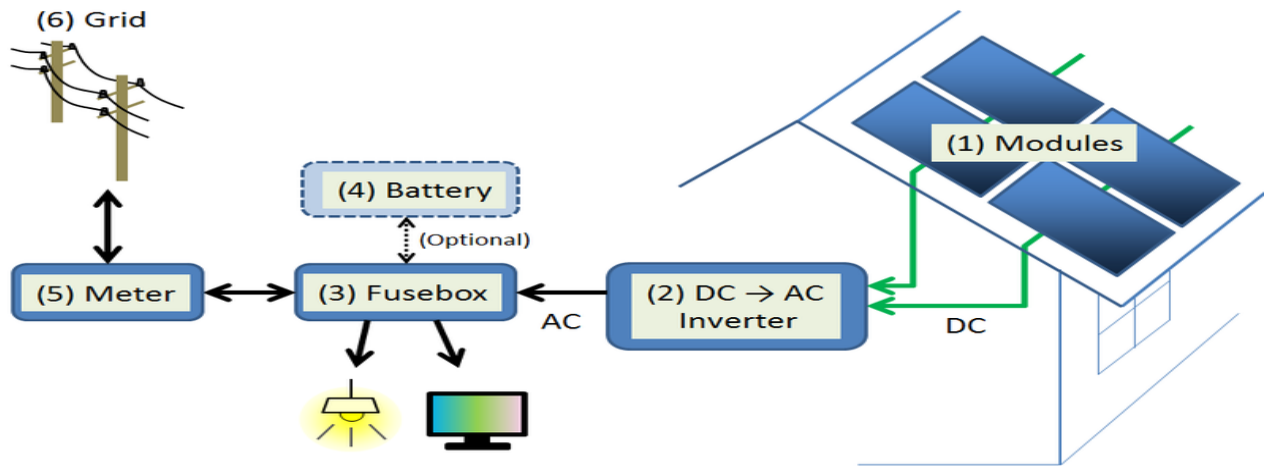 (6) Grid
(1) Modules
(4) Battery
(Optional)
(5) Meter
(3) Fusebox
AC
(2) DC → AC
Inverter
DC